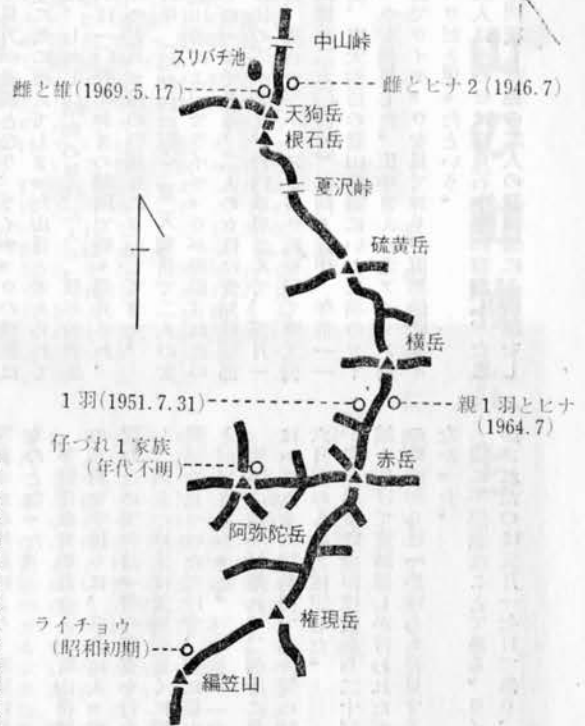 中山峠
スリバチ池
雌と雄(1969.5.17)
雌とヒナ2(1946.7)
天狗岳
根石岳
夏沢峠
硫黄岳
横岳
1羽(1951.7.31)
親1羽とヒナ
(1964.7)
仔づれ1家族
(年代不明)
赤岳
阿弥陀岳
権現岳
ライチョウ
(昭和初期)
編笠山